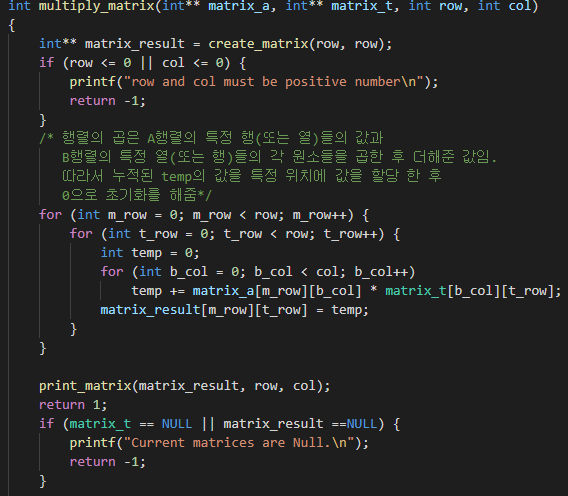 int multiply_matrix(int** matrix_a, int** matrix_t, int row, int col)
{
    int** matrix_result = create_matrix(row, row);
    if (row <= 0 || col <= 0) {
        printf("row and col must be positive number\n");
        return -1;
    }
    /* 행렬의 곱은 A행렬의 특정 행(또는 열)들의 값과
       B행렬의 특정 열(또는 행)들의 각 원소들을 곱한 후 더해준 값임.
       따라서 누적된 temp의 값을 특정 위치에 값을 할당 한 후
       0으로 초기화를 해줌*/
    for (int m_row = 0; m_row < row; m_row++) {
        for (int t_row = 0; t_row < row; t_row++) {
            int temp = 0;
            for (int b_col = 0; b_col < col; b_col++)
                temp += matrix_a[m_row][b_col] * matrix_t[b_col][t_row];
            matrix_result[m_row][t_row] = temp;
        }
    }

    print_matrix(matrix_result, row, col);
    return 1;
    if (matrix_t == NULL || matrix_result ==NULL) {
        printf("Current matrices are Null.\n");
        return -1;
    }